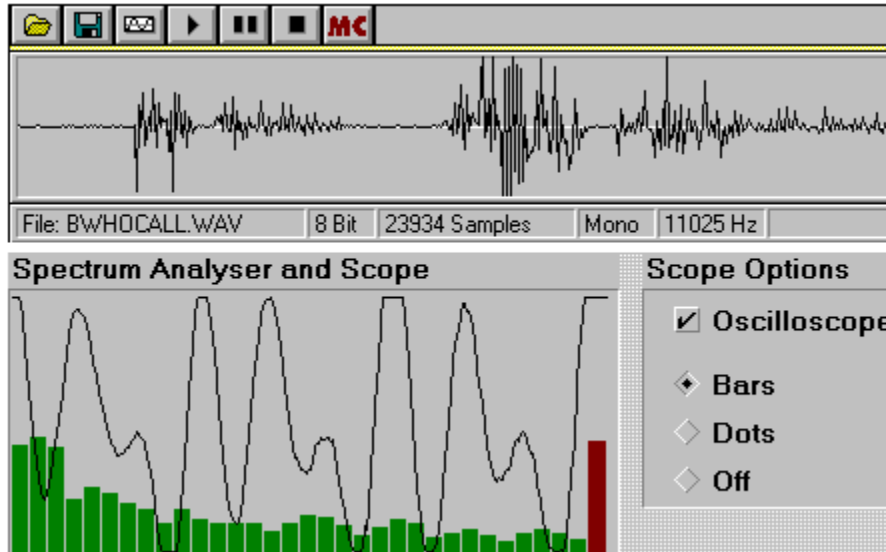 MC
File: BWHOCALL.WAV 8 Bit 23934 Samples Mono 11025 Hz
Spectrum Analyser and Scope
Scope Options
Oscilloscope
Bars
Dots
Off